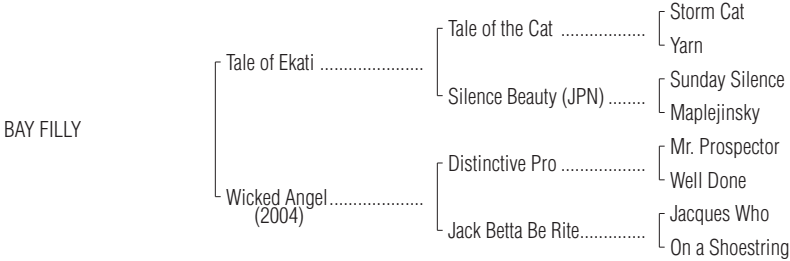 Storm Cat
Tale of the Cat ..................
Yarn
Tale of Ekati ......................
Sunday Silence
Silence Beauty (JPN) ........
Maplejinsky
BAY FILLY
Mr. Prospector
Distinctive Pro ..................
Well Done
Wicked Angel....................
(2004)
Jacques Who
Jack Betta Be Rite..............
On a Shoestring